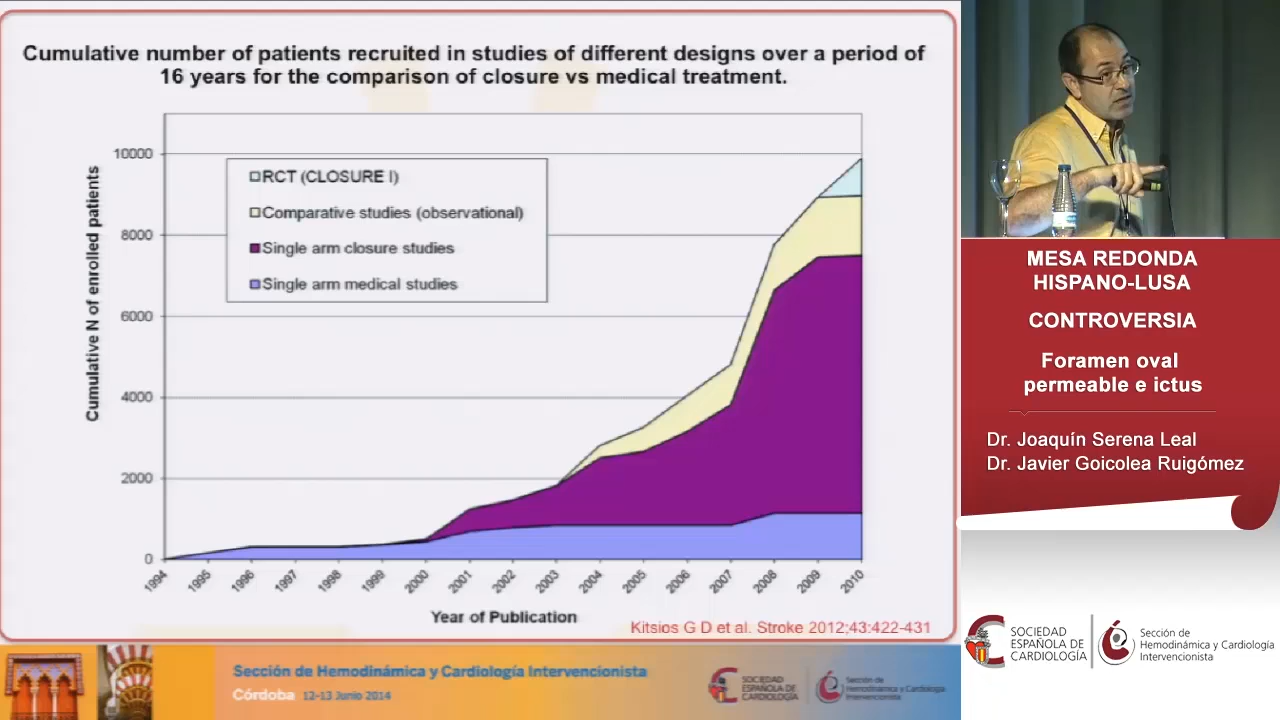 Cumulative number of patients recruited in studies of different designs over a period of
16 years for the comparison of closure vs medical treatment.
Cumulative N of enrolled patients
10000
8000
6000
4000
2000
0
RCT (CLOSURE I)
Comparative studies (observational)
Single arm closure studies
Single arm medical studies
1994
1995
1996
1997
1998
1999
2000
2001
2002
2003
2004
2005
2006
2007
2008
2009
2010
Year of Publication
Kitsios G D et al. Stroke 2012;43:422-431
Sección de Hemodinámica y Cardiología Intervencionista
Córdoba 12-13 Junio 2014
SOCIEDAD
ESPAÑOLA DE
CARDIOLOGÍA
Sección de
Hemodinámica y Cardiología
Intervencionista
MESA REDONDA
HISPANO-LUSA
CONTROVERSIA
Foramen oval
permeable e ictus
Dr. Joaquín Serena Leal
Dr. Javier Goicolea Ruigómez
SOCIEDAD
ESPAÑOLA DE
CARDIOLOGÍA
Sección de
Hemodinámica y Cardiología
Intervencionista